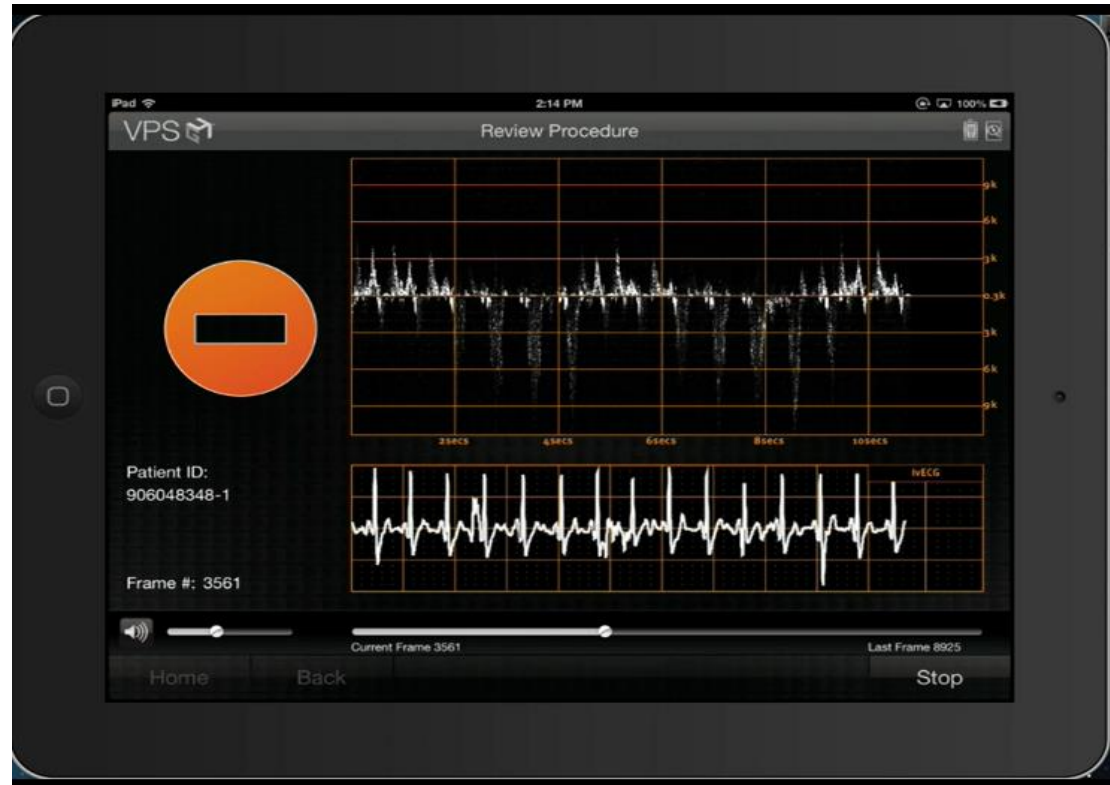 iPad
2:14 PM
100%
VPS
Review Procedure
9k
6k
3k
0.3k
3k
6k
9k
2secs
4secs
6secs
8secs
10secs
Patient ID:
906048348-1
IvECG
Frame #: 3561
Current Frame 3561
Last Frame 8925
Home
Back
Stop